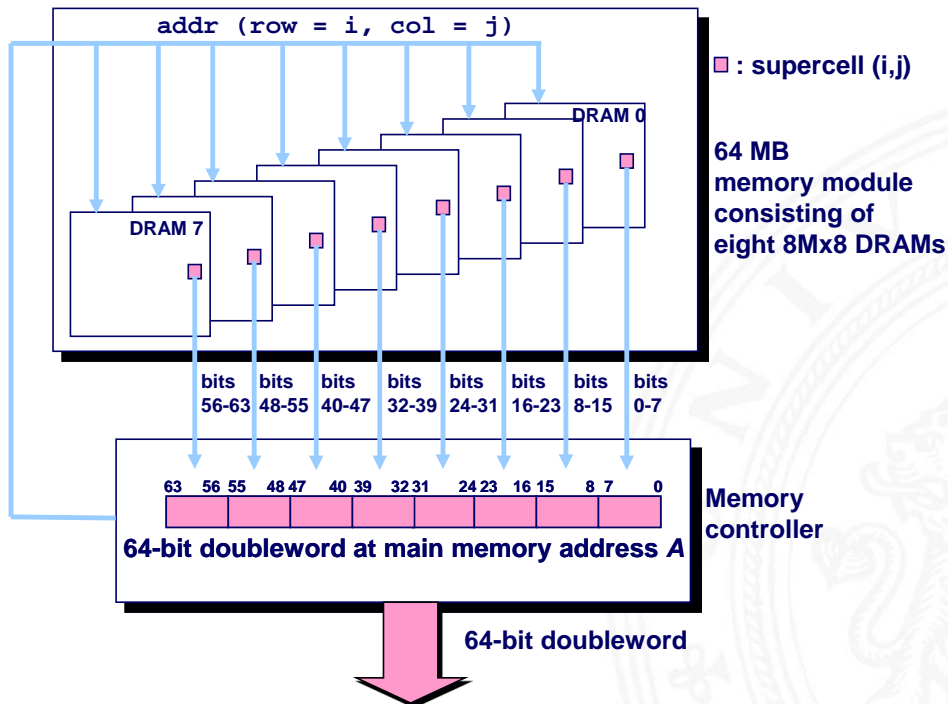 addr (row = i, col = j)
: supercell (i,j)
DRAM 0
64 MB
memory module
consisting of
eight 8Mx8 DRAMs
DRAM 7
bits
56-63
bits
48-55
bits
40-47
bits
32-39
bits
24-31
bits
16-23
bits
8-15
bits
0-7
63 56 55 48 47 40 39 32 31 24 23 16 15 8 7 0
Memory
controller
64-bit doubleword at main memory address A
64-bit doubleword